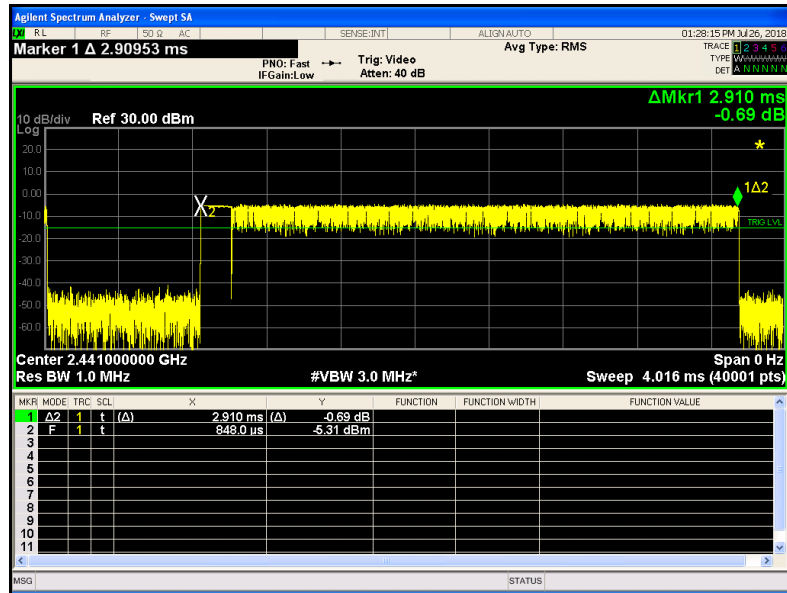 Agilent Spectrum Analyzer - Swept SA
LXI RL RF 50 Ω AC SENSE:INT ALIGN AUTO 01:28:15 PM Jul 26, 2018
Marker 1 Δ 2.90953 ms
PNO: Fast
IFGain:Low
Trig: Video
Atten: 40 dB
Avg Type: RMS
TRACE 1 2 3 4 5 6
TYPE WWWWWW
DET A N N N N N
ΔMkr1 2.910 ms
-0.69 dB
10 dB/div Ref 30.00 dBm
Log
20.0
10.0
0.00
-10.0
-20.0
-30.0
-40.0
-50.0
-60.0
2
*
1Δ2
TRIG LVL
Center 2.441000000 GHz Span 0 Hz
Res BW 1.0 MHz #VBW 3.0 MHz* Sweep 4.016 ms (40001 pts)
MKR MODE TRC SCL X Y FUNCTION FUNCTION WIDTH FUNCTION VALUE
1 Δ2 1 t (Δ) 2.910 ms (Δ) -0.69 dB
2 F 1 t 848.0 µs -5.31 dBm
3
4
5
6
7
8
9
10
11
MSG STATUS